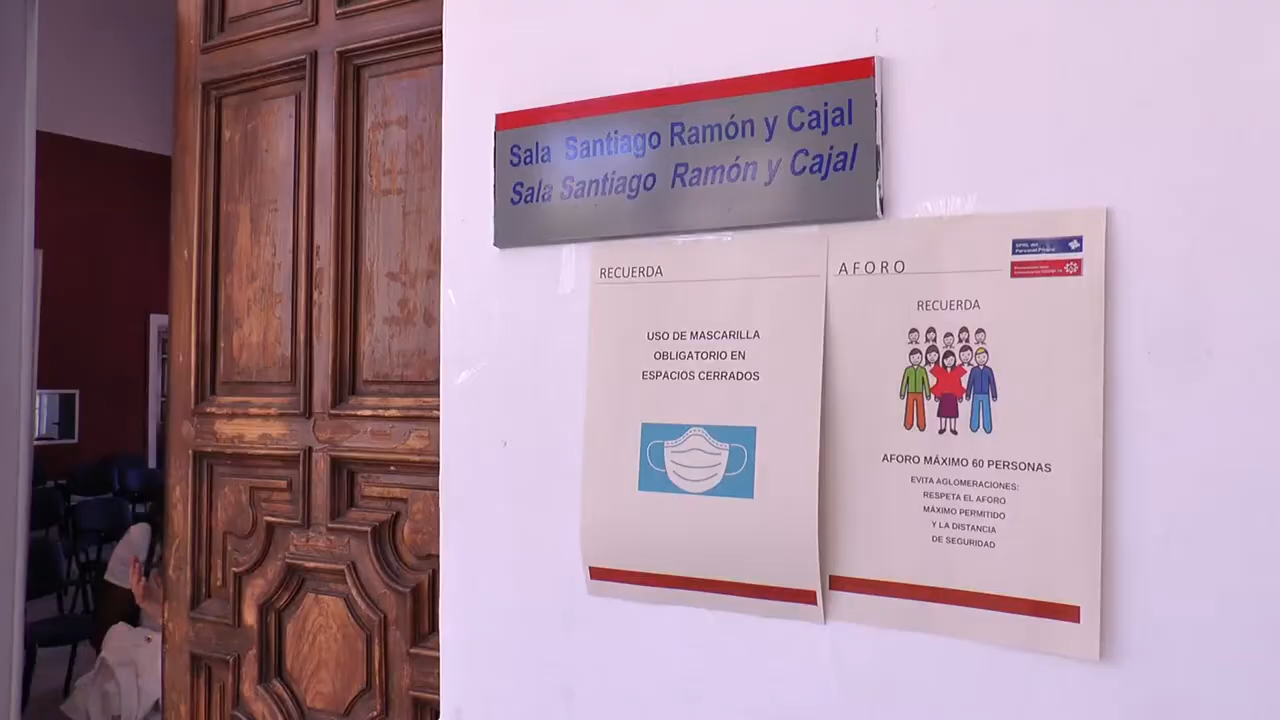 Sala Santiago Ramón y Cajal
Sala Santiago Ramón y Cajal
RECUERDA
USO DE MASCARILLA
OBLIGATORIO EN
ESPACIOS CERRADOS
AFORO
RECUERDA
AFORO MÁXIMO 60 PERSONAS
EVITA AGLOMERACIONES:
RESPETA EL AFORO
MÁXIMO PERMITIDO
Y LA DISTANCIA
DE SEGURIDAD